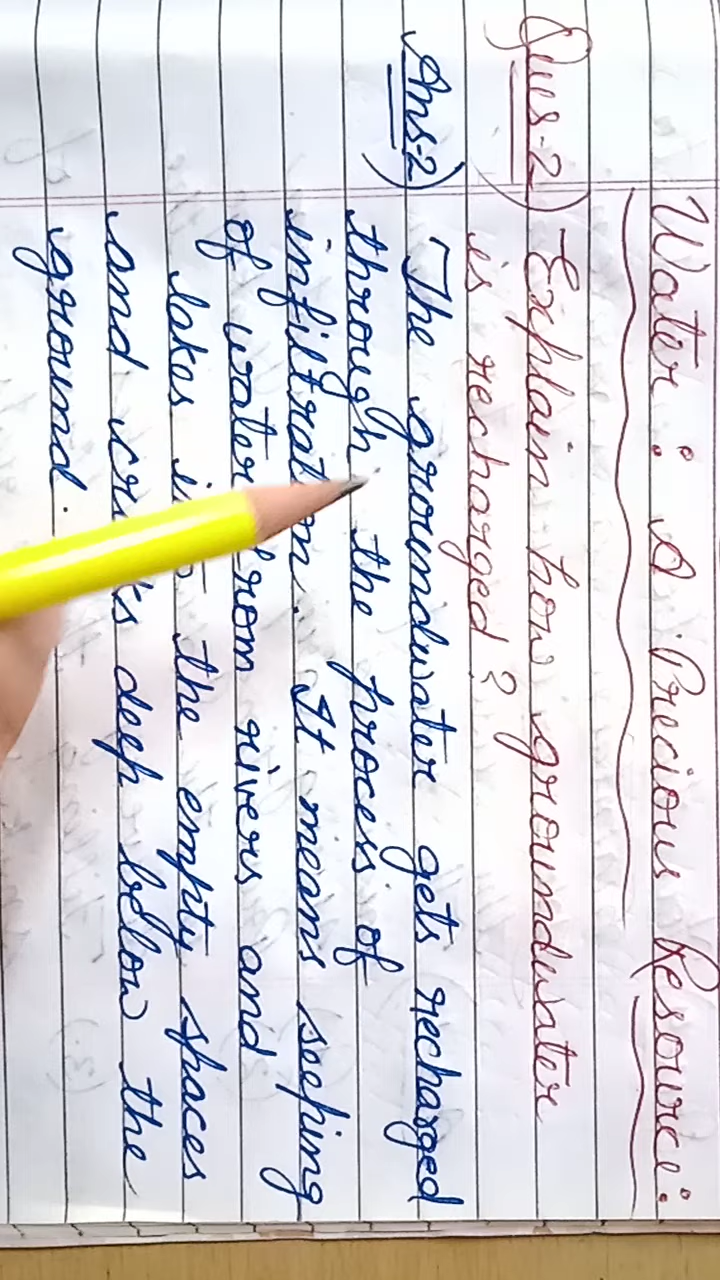 Water : A Precious Resource:
Ques-2) Explain how groundwater
is recharged?
Ans-2) The groundwater gets recharged
through the process of
infiltration. It means seeping
of water from rivers and
lakes into the empty spaces
and cracks deep below the
ground.